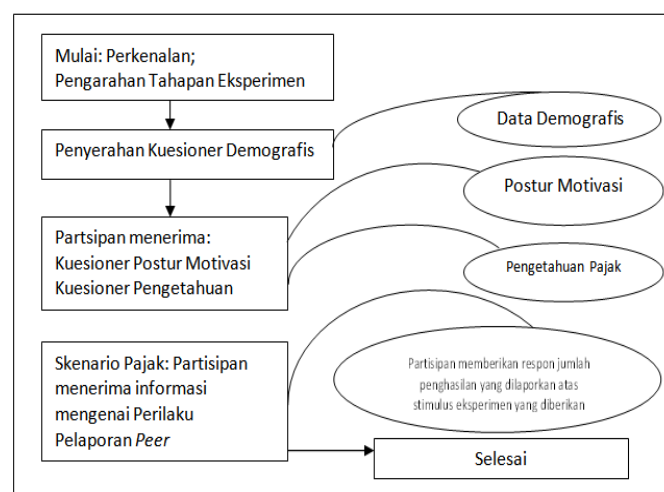 Mulai: Perkenalan;
Pengarahan Tahapan Eksperimen
Data Demografis
Penyerahan Kuesioner Demografis
Postur Motivasi
Partsipan menerima:
Kuesioner Postur Motivasi
Kuesioner Pengetahuan
Pengetahuan Pajak
Skenario Pajak: Partisipan
menerima informasi
mengenai Perilaku
Pelaporan Peer
Partisipan memberikan respon jumlah
penghasilan yang dilaporkan atas
stimulus eksperimen yang diberikan
Selesai